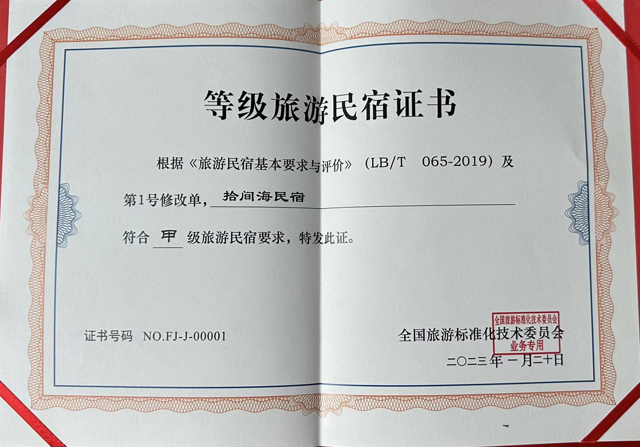 等级旅游民宿证书
根据《旅游民宿基本要求与评价》（LB/T 065-2019）及
第1号修改单，拾间海民宿
符合 甲 级旅游民宿要求，特发此证。
证书号码 NO.FJ-J-00001
全国旅游标准化技术委员会
全国旅游标准化技术委员会
业务专用
二〇二三年一月二十日